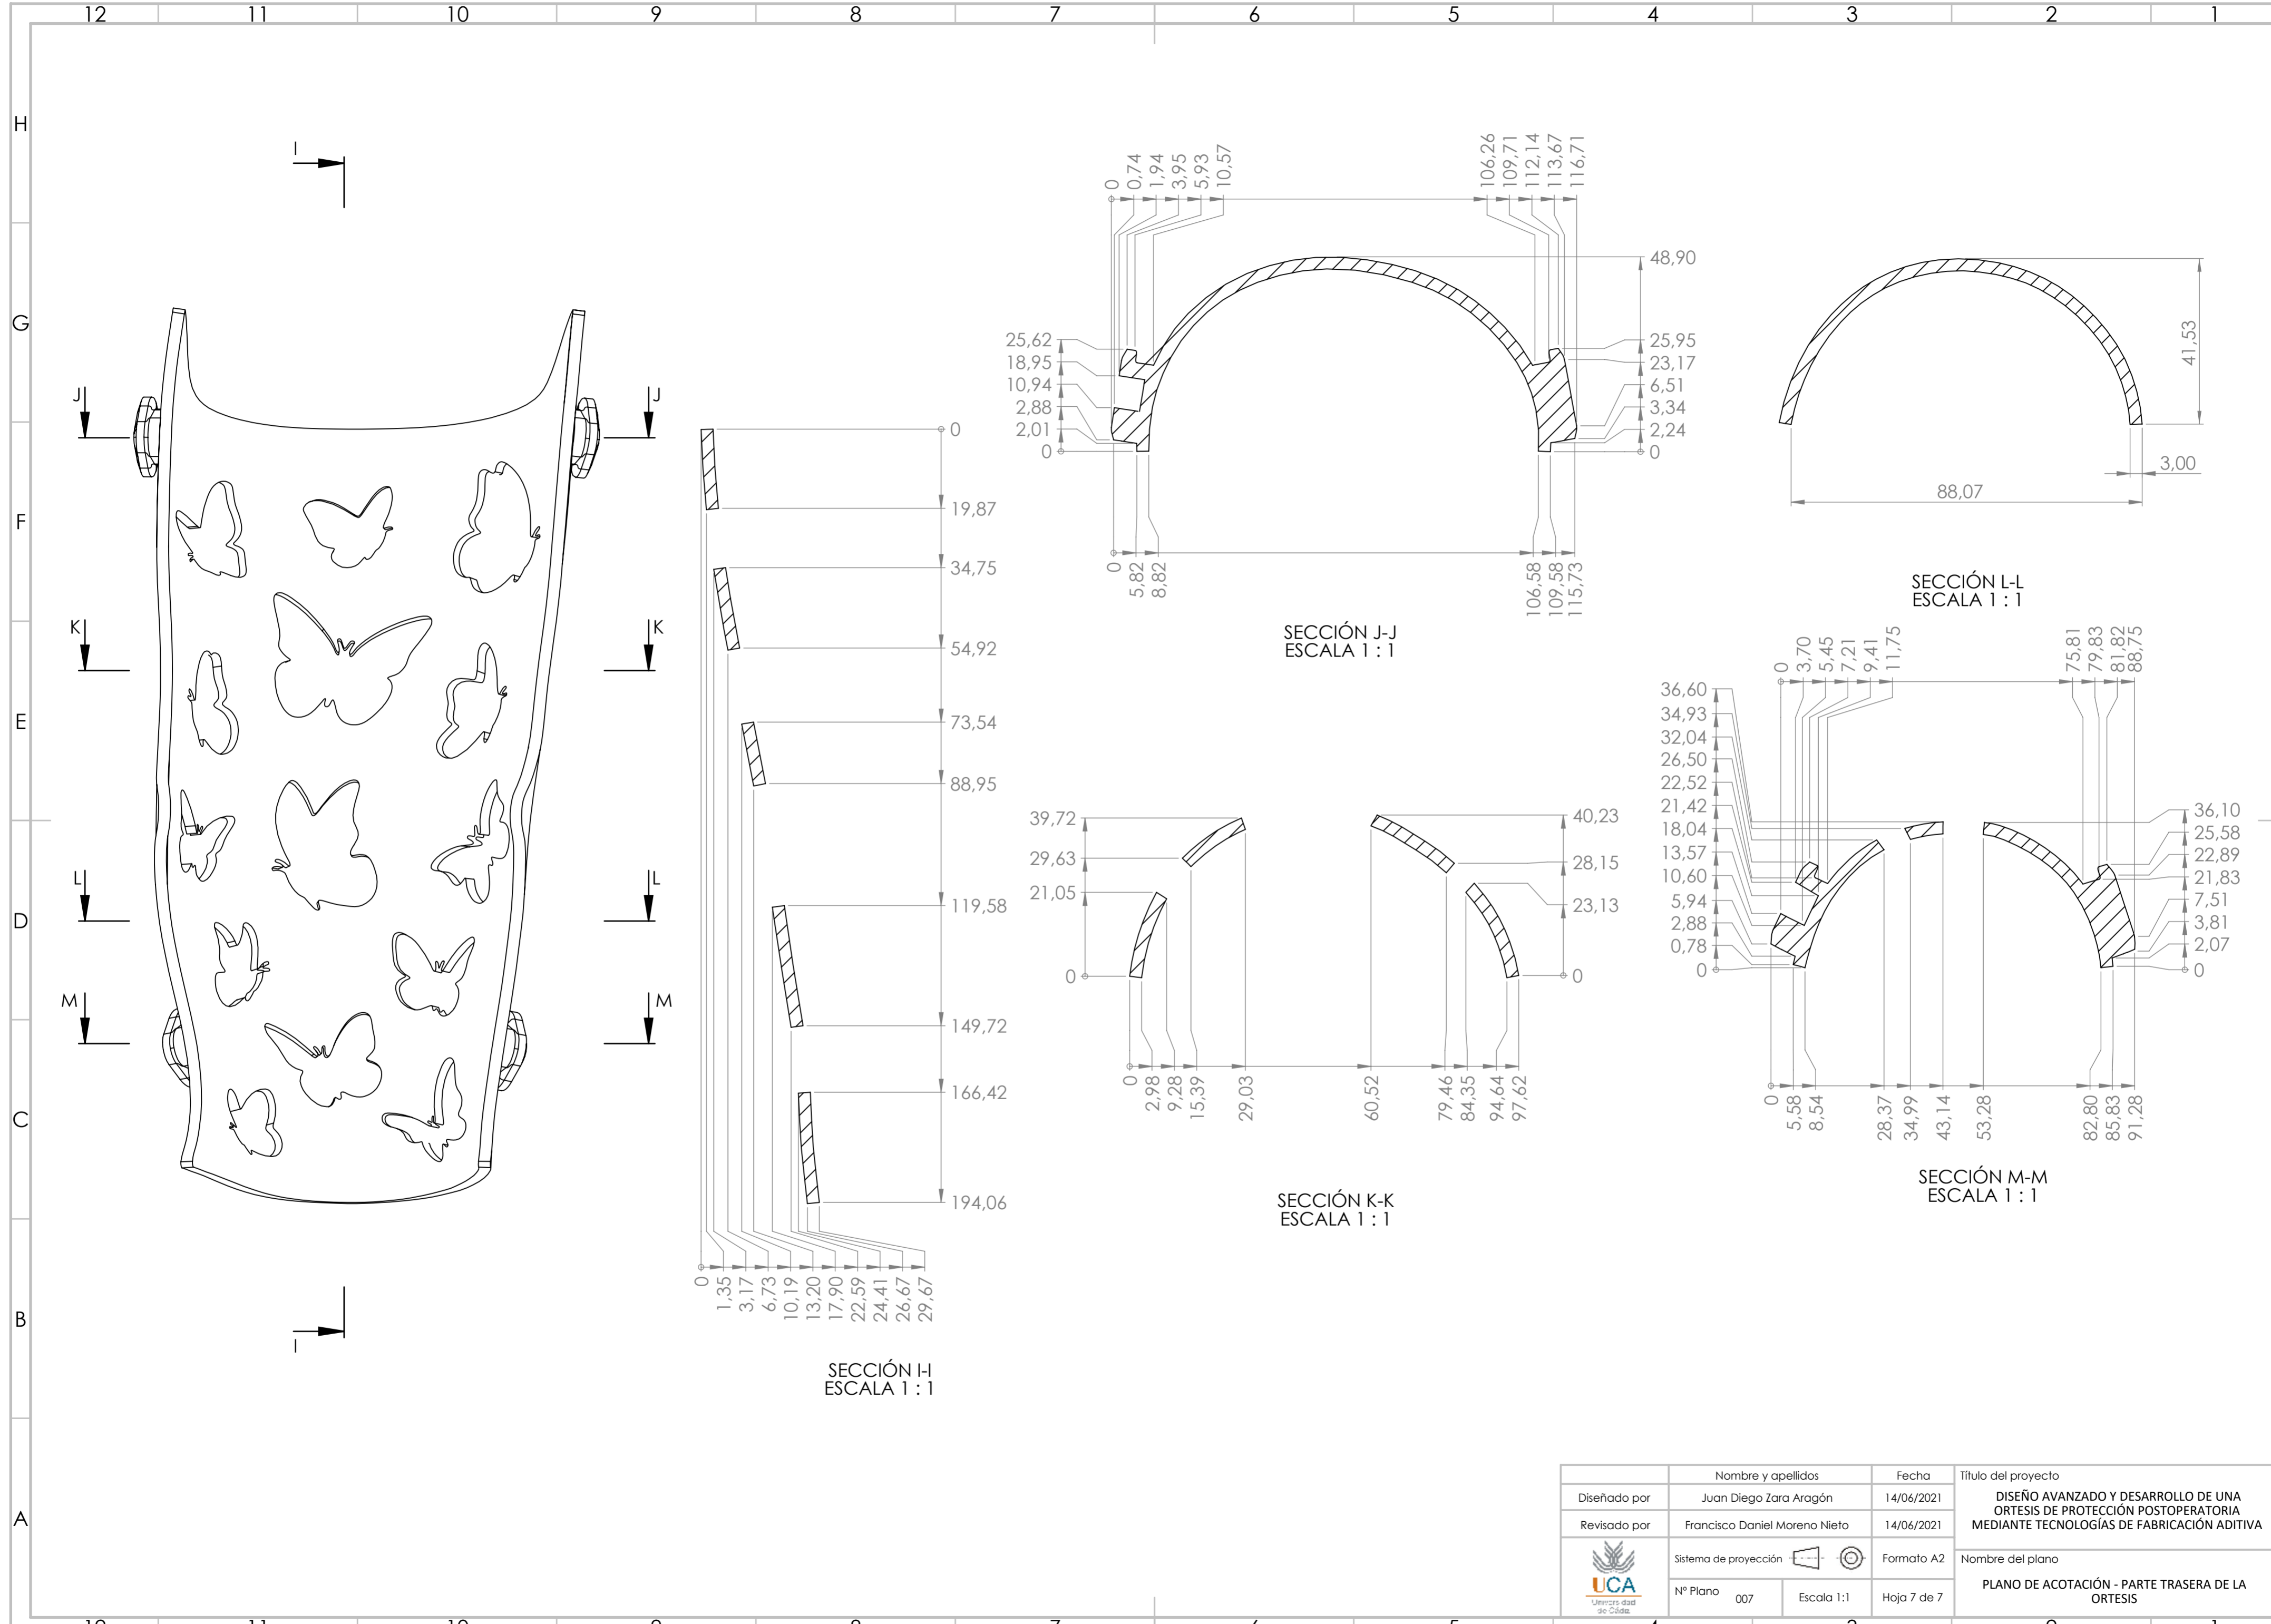 12 11 10 9 8 7 6 5 4 3 2 1
H
G
F
E
D
C
B
A
I
J J
K K
L L
M M
I
0
19,87
34,75
54,92
73,54
88,95
119,58
149,72
166,42
194,06
0 1,35 3,17 6,73 10,19 13,20 17,90 22,59 24,41 26,67 29,67
SECCIÓN I-I
ESCALA 1 : 1
0 0,74 1,94 3,95 5,93 10,57 106,26 109,71 112,14 113,67 116,71
25,62
18,95
10,94
2,88
2,01
0
48,90
25,95
23,17
6,51
3,34
2,24
0
0 5,82 8,82 106,58 109,58 115,73
SECCIÓN J-J
ESCALA 1 : 1
41,53
3,00
88,07
SECCIÓN L-L
ESCALA 1 : 1
39,72
29,63
21,05
0
40,23
28,15
23,13
0
0 2,98 9,28 15,39 29,03 60,52 79,46 84,35 94,64 97,62
SECCIÓN K-K
ESCALA 1 : 1
0 3,70 5,45 7,21 9,41 11,75 75,81 79,83 81,82 88,75
36,60
34,93
32,04
26,50
22,52
21,42
18,04
13,57
10,60
5,94
2,88
0,78
0
36,10
25,58
22,89
21,83
7,51
3,81
2,07
0
0 5,58 8,54 28,37 34,99 43,14 53,28 82,80 85,83 91,28
SECCIÓN M-M
ESCALA 1 : 1
Nombre y apellidos Fecha Título del proyecto
Diseñado por Juan Diego Zara Aragón 14/06/2021
Revisado por Francisco Daniel Moreno Nieto 14/06/2021
DISEÑO AVANZADO Y DESARROLLO DE UNA
ORTESIS DE PROTECCIÓN POSTOPERATORIA
MEDIANTE TECNOLOGÍAS DE FABRICACIÓN ADITIVA
UCA
Universidad
de Cádiz
Sistema de proyección Formato A2 Nombre del plano
Nº Plano 007 Escala 1:1 Hoja 7 de 7
PLANO DE ACOTACIÓN - PARTE TRASERA DE LA
ORTESIS